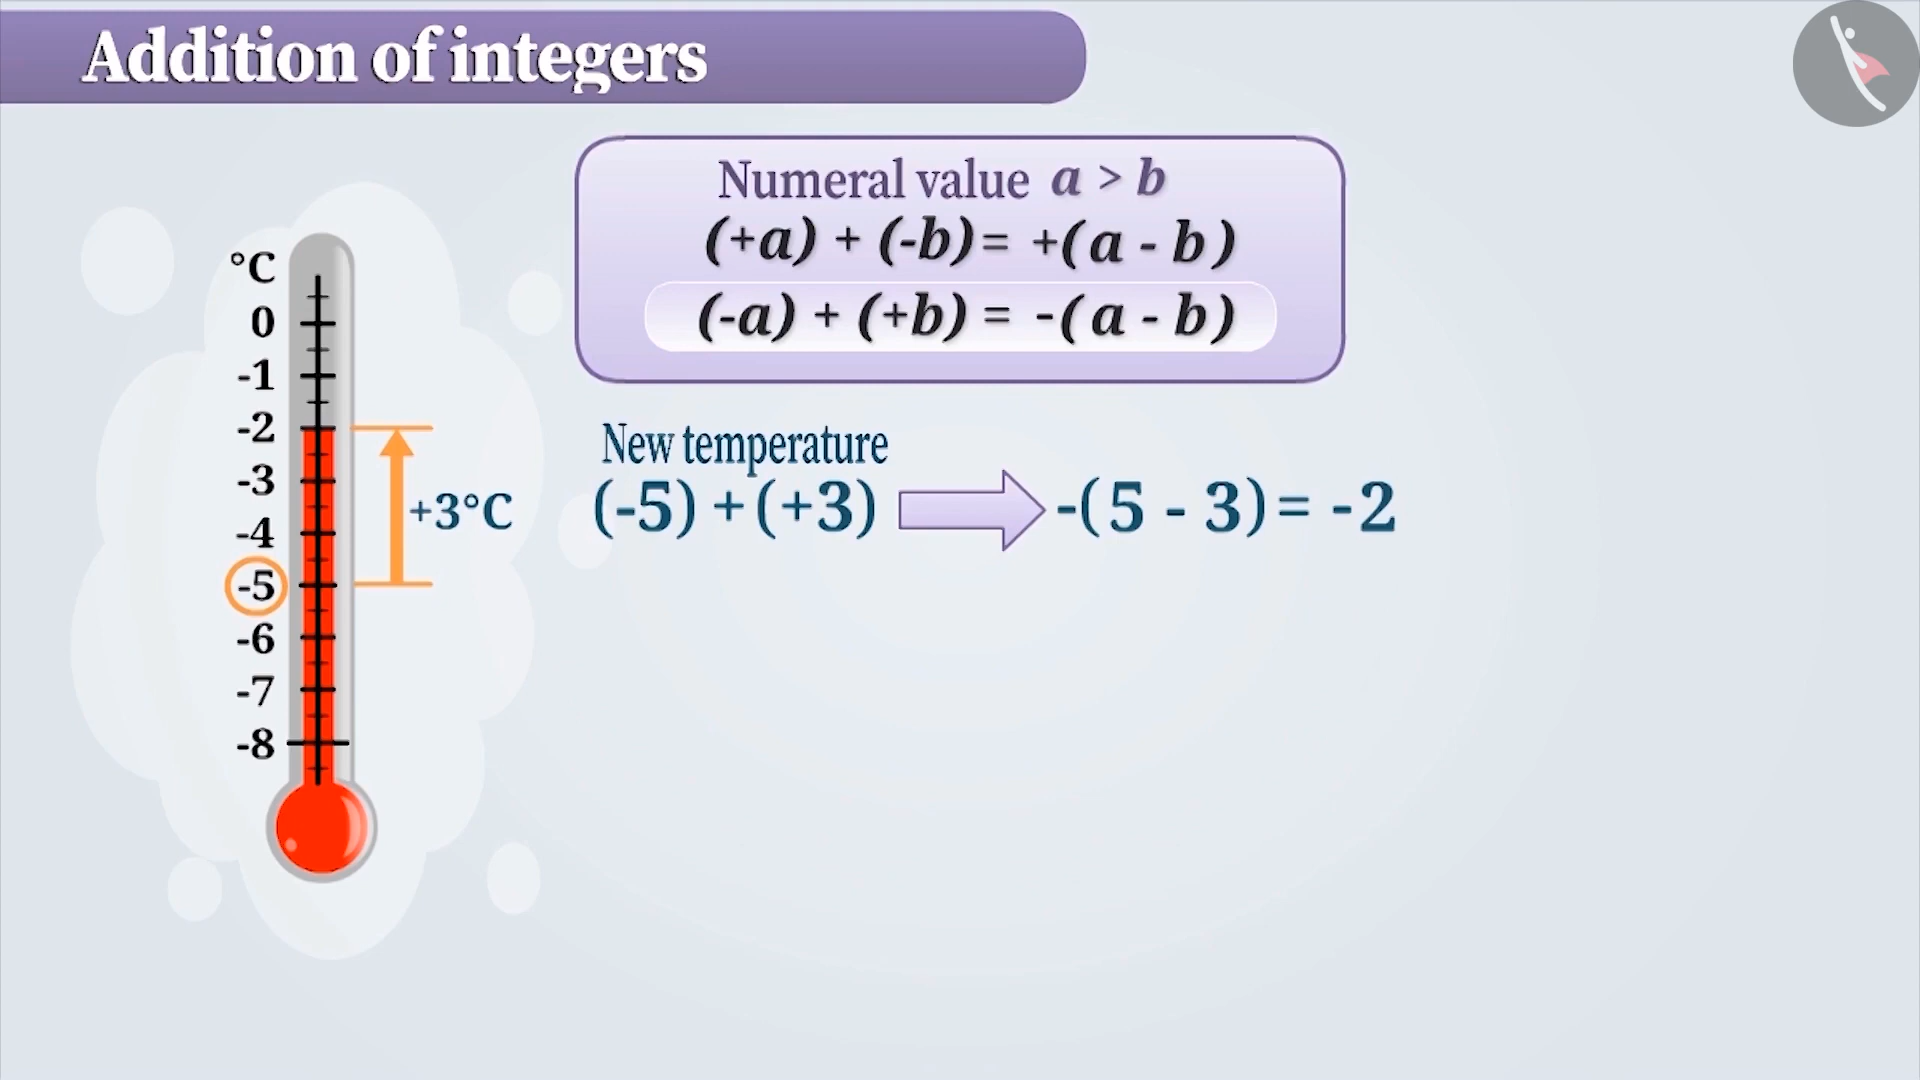 Addition of integers
Numeral value a > b
(+a) + (-b) = +( a - b )
(-a) + (+b) = -( a - b )
°C
0
-1
-2
-3
-4
-5
-6
-7
-8
+3°C
New temperature
(-5) + (+3) -( 5 - 3 ) = -2